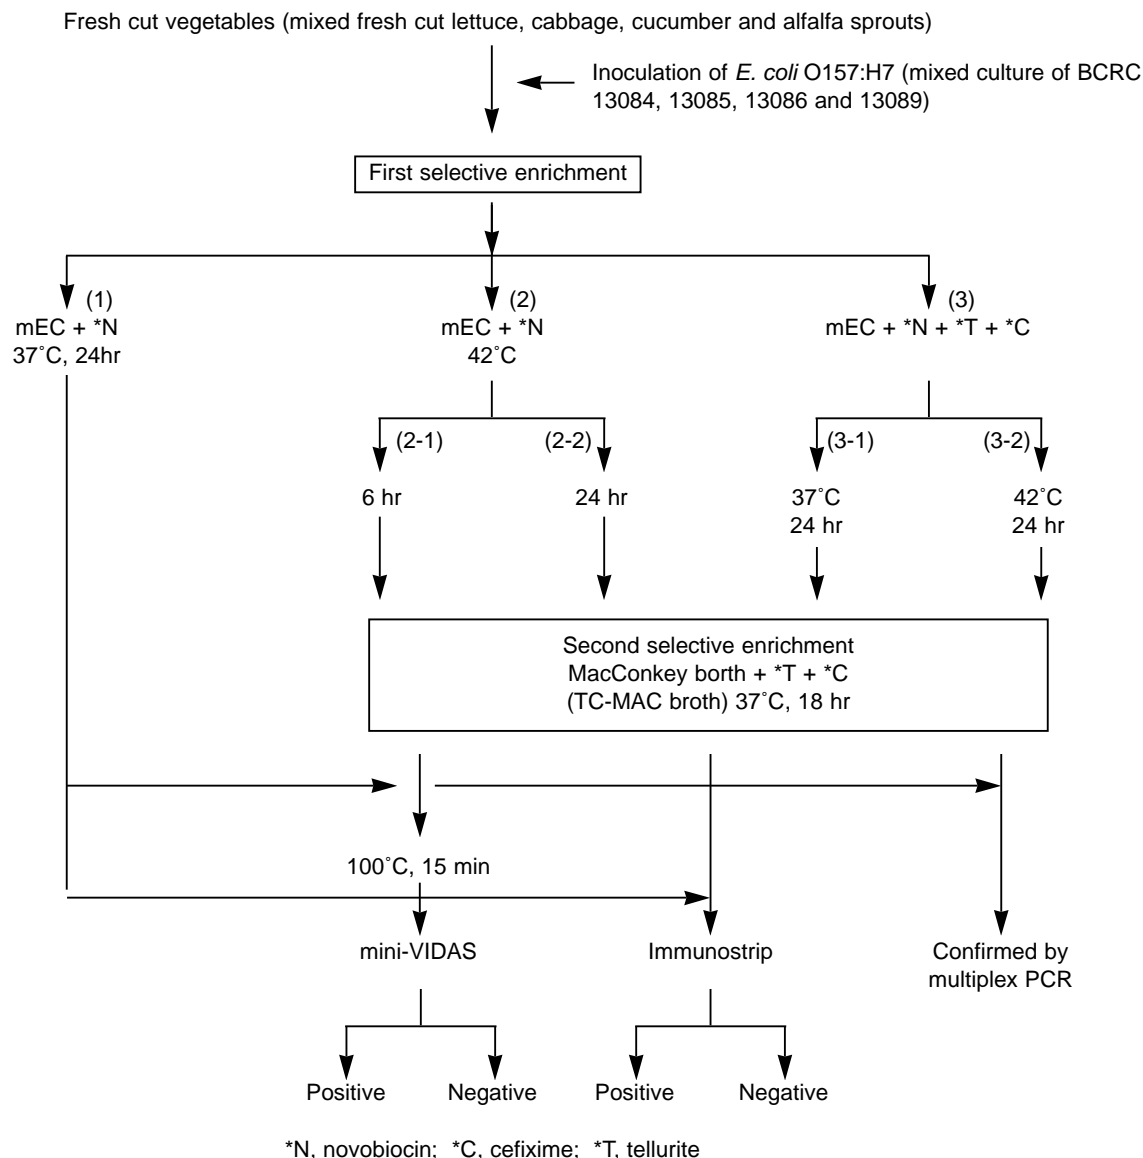 Fresh cut vegetables (mixed fresh cut lettuce, cabbage, cucumber and alfalfa sprouts)
Inoculation of E. coli O157:H7 (mixed culture of BCRC
13084, 13085, 13086 and 13089)
First selective enrichment
(1)
mEC + *N
37˚C, 24hr
(2)
mEC + *N
42˚C
(3)
mEC + *N + *T + *C
(2-1)
(2-2)
(3-1)
(3-2)
6 hr
24 hr
37˚C
24 hr
42˚C
24 hr
Second selective enrichment
MacConkey borth + *T + *C
(TC-MAC broth) 37˚C, 18 hr
100˚C, 15 min
mini-VIDAS
Immunostrip
Confirmed by
multiplex PCR
Positive
Negative
Positive
Negative
*N, novobiocin; *C, cefixime; *T, tellurite